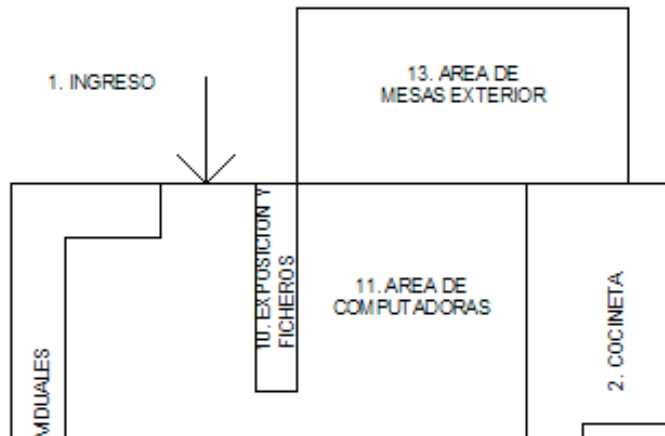 1. INGRESO
13. AREA DE
MESAS EXTERIOR
10. EXPOSICION Y
FICHEROS
11. AREA DE
COMPUTADORAS
2. COCINETA